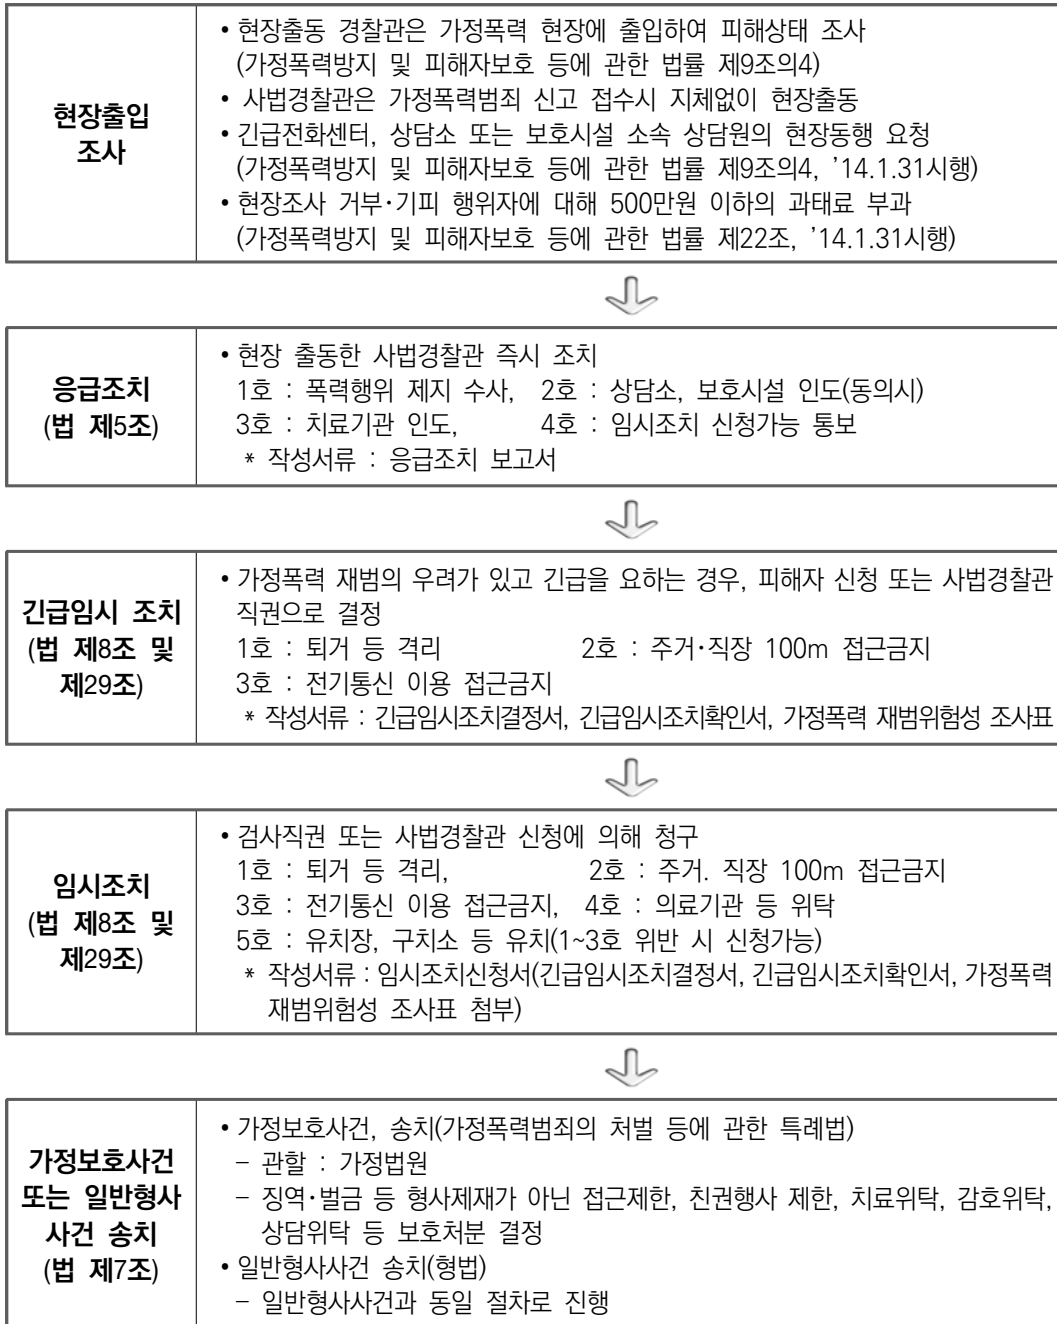 현장출입
조사
• 현장출동 경찰관은 가정폭력 현장에 출입하여 피해상태 조사
(가정폭력방지 및 피해자보호 등에 관한 법률 제9조의4)
• 사법경찰관은 가정폭력범죄 신고 접수시 지체없이 현장출동
• 긴급전화센터, 상담소 또는 보호시설 소속 상담원의 현장동행 요청
(가정폭력방지 및 피해자보호 등에 관한 법률 제9조의4, ’14.1.31시행)
• 현장조사 거부·기피 행위자에 대해 500만원 이하의 과태료 부과
(가정폭력방지 및 피해자보호 등에 관한 법률 제22조, ’14.1.31시행)
응급조치
(법 제5조)
• 현장 출동한 사법경찰관 즉시 조치
1호 : 폭력행위 제지 수사, 2호 : 상담소, 보호시설 인도(동의시)
3호 : 치료기관 인도, 4호 : 임시조치 신청가능 통보
* 작성서류 : 응급조치 보고서
긴급임시 조치
(법 제8조 및
제29조)
• 가정폭력 재범의 우려가 있고 긴급을 요하는 경우, 피해자 신청 또는 사법경찰관
직권으로 결정
1호 : 퇴거 등 격리 2호 : 주거·직장 100m 접근금지
3호 : 전기통신 이용 접근금지
* 작성서류 : 긴급임시조치결정서, 긴급임시조치확인서, 가정폭력 재범위험성 조사표
임시조치
(법 제8조 및
제29조)
• 검사직권 또는 사법경찰관 신청에 의해 청구
1호 : 퇴거 등 격리, 2호 : 주거. 직장 100m 접근금지
3호 : 전기통신 이용 접근금지, 4호 : 의료기관 등 위탁
5호 : 유치장, 구치소 등 유치(1~3호 위반 시 신청가능)
* 작성서류 : 임시조치신청서(긴급임시조치결정서, 긴급임시조치확인서, 가정폭력
재범위험성 조사표 첨부)
가정보호사건
또는 일반형사
사건 송치
(법 제7조)
• 가정보호사건, 송치(가정폭력범죄의 처벌 등에 관한 특례법)
– 관할 : 가정법원
– 징역·벌금 등 형사제재가 아닌 접근제한, 친권행사 제한, 치료위탁, 감호위탁,
상담위탁 등 보호처분 결정
• 일반형사사건 송치(형법)
– 일반형사사건과 동일 절차로 진행